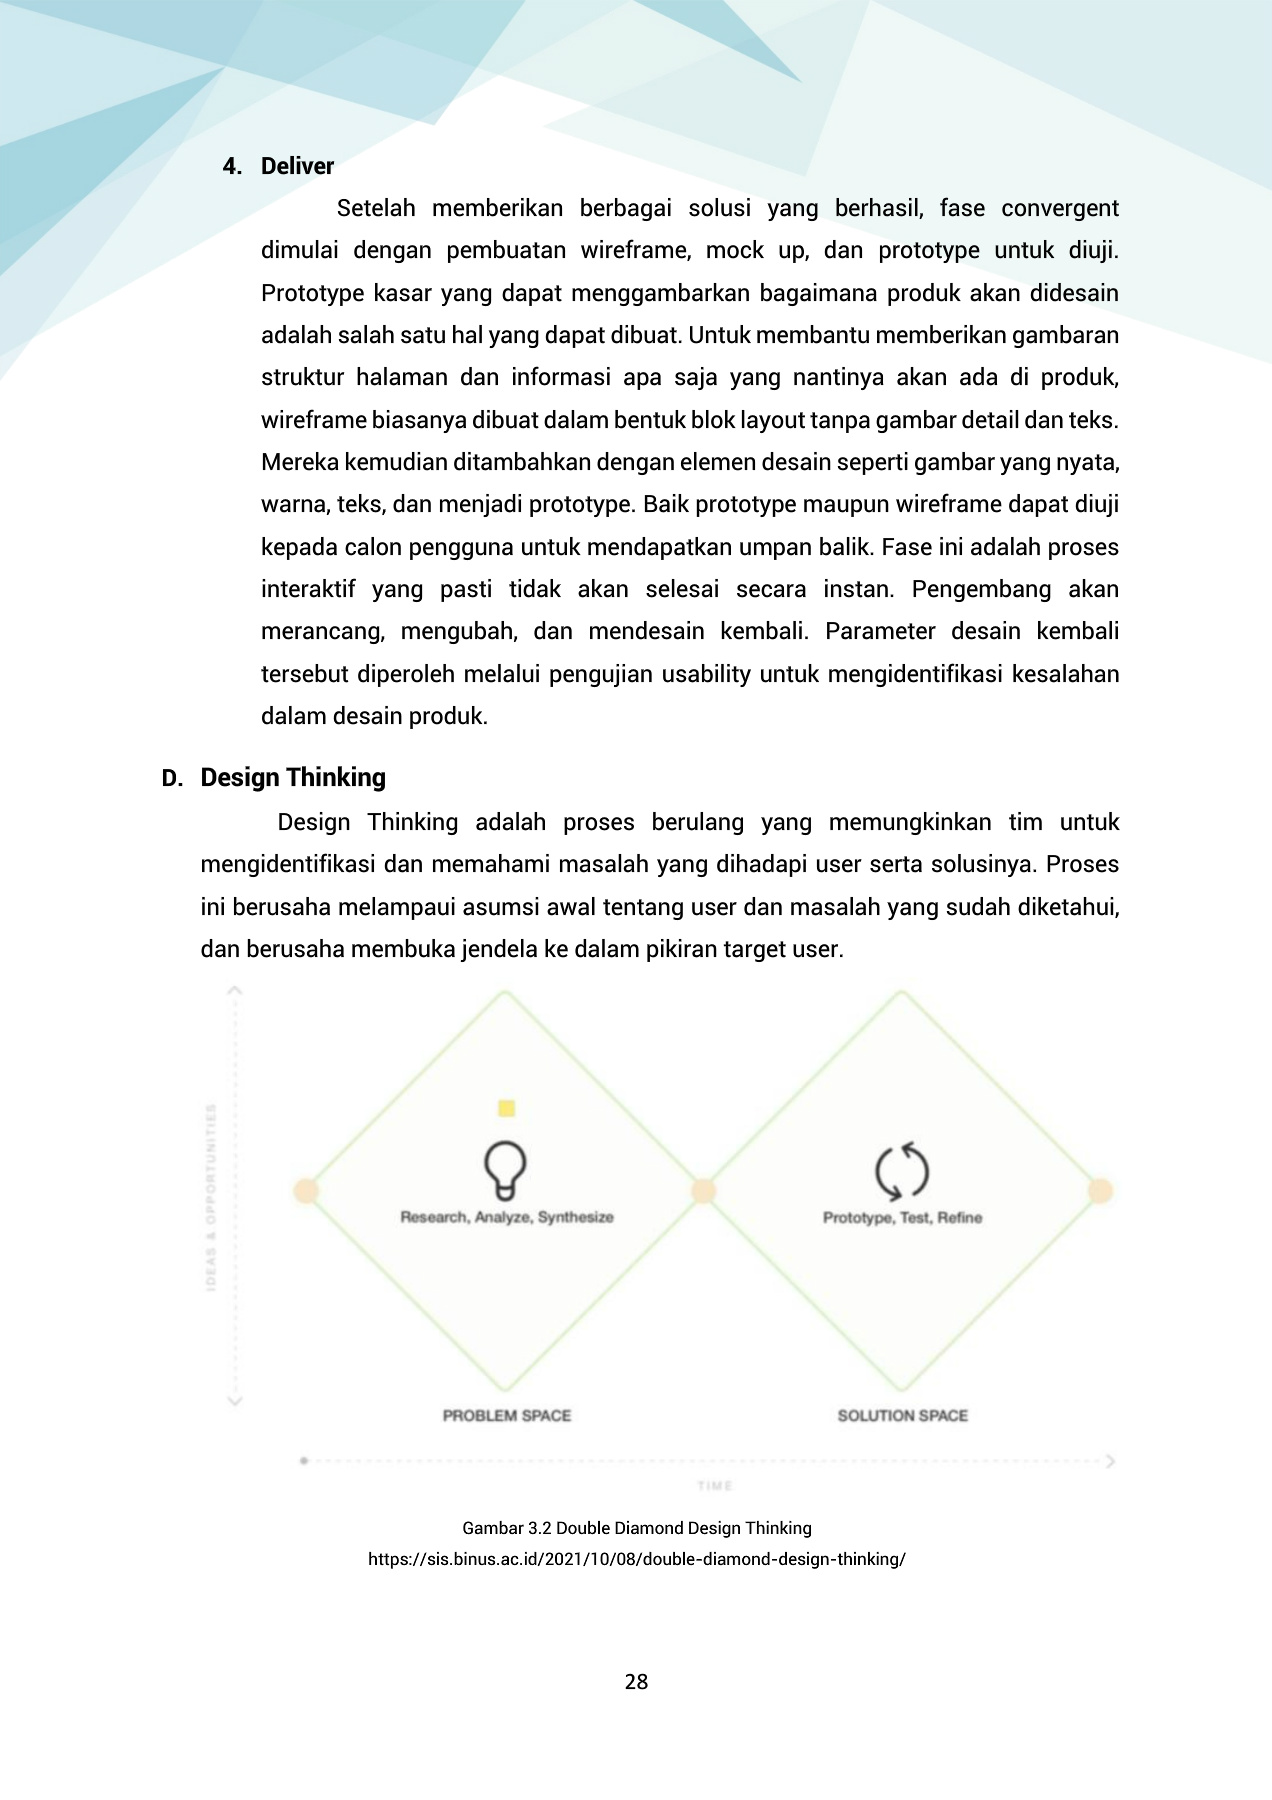 4. Deliver
Setelah memberikan berbagai solusi yang berhasil, fase convergent
dimulai dengan pembuatan wireframe, mock up, dan prototype untuk diuji.
Prototype kasar yang dapat menggambarkan bagaimana produk akan didesain
adalah salah satu hal yang dapat dibuat. Untuk membantu memberikan gambaran
struktur halaman dan informasi apa saja yang nantinya akan ada di produk,
wireframe biasanya dibuat dalam bentuk blok layout tanpa gambar detail dan teks.
Mereka kemudian ditambahkan dengan elemen desain seperti gambar yang nyata,
warna, teks, dan menjadi prototype. Baik prototype maupun wireframe dapat diuji
kepada calon pengguna untuk mendapatkan umpan balik. Fase ini adalah proses
interaktif yang pasti tidak akan selesai secara instan. Pengembang akan
merancang, mengubah, dan mendesain kembali. Parameter desain kembali
tersebut diperoleh melalui pengujian usability untuk mengidentifikasi kesalahan
dalam desain produk.
D. Design Thinking
Design Thinking adalah proses berulang yang memungkinkan tim untuk
mengidentifikasi dan memahami masalah yang dihadapi user serta solusinya. Proses
ini berusaha melampaui asumsi awal tentang user dan masalah yang sudah diketahui,
dan berusaha membuka jendela ke dalam pikiran target user.
IDEAS & OPPORTUNITIES
Research, Analyze, Synthesize
Prototype, Test, Refine
PROBLEM SPACE
SOLUTION SPACE
TIME
Gambar 3.2 Double Diamond Design Thinking
https://sis.binus.ac.id/2021/10/08/double-diamond-design-thinking/
28